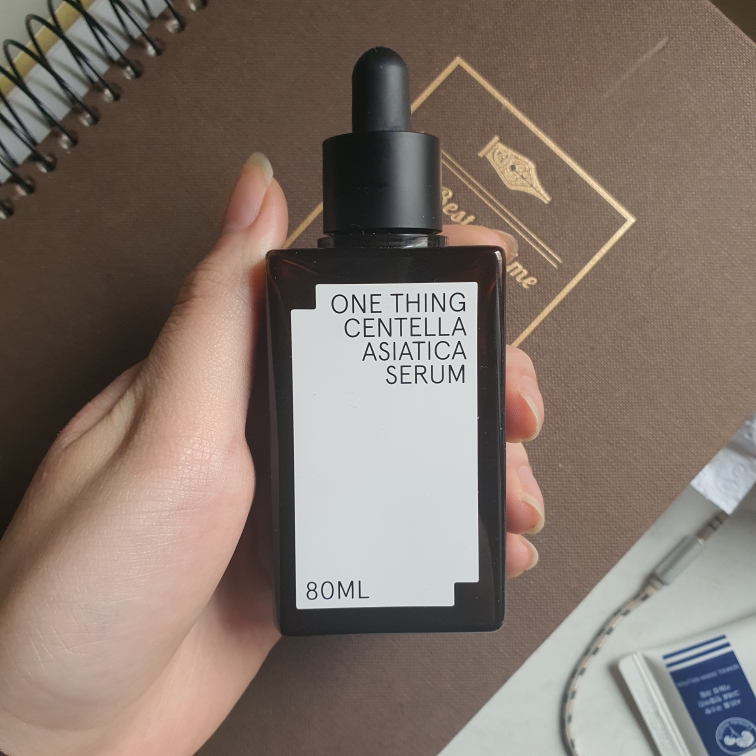 ONE THING
CENTELLA
ASIATICA
SERUM
80ML
Best